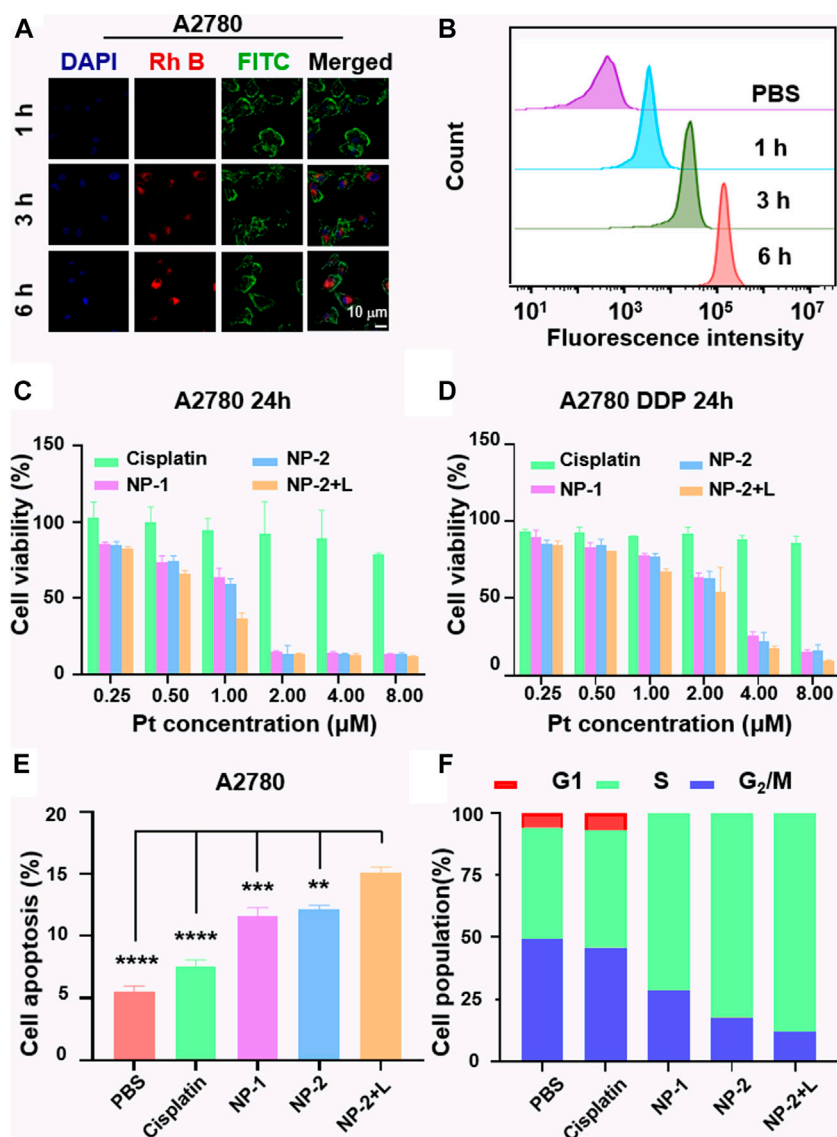 A
A2780
DAPI Rh B FITC Merged
1 h
3 h
6 h
10 μm
B
Count
PBS
1 h
3 h
6 h
10¹ 10³ 10⁵ 10⁷
Fluorescence intensity
C
A2780 24h
Cell viability (%)
150
100
50
0
Cisplatin NP-2
NP-1 NP-2+L
0.25 0.50 1.00 2.00 4.00 8.00
Pt concentration (μM)
D
A2780 DDP 24h
Cell viability (%)
150
100
50
0
Cisplatin NP-2
NP-1 NP-2+L
0.25 0.50 1.00 2.00 4.00 8.00
Pt concentration (μM)
E
A2780
Cell apoptosis (%)
20
15
10
5
0
**** **** *** **
PBS Cisplatin NP-1 NP-2 NP-2+L
F
G1 S G₂/M
Cell population(%)
100
50
25
0
PBS Cisplatin NP-1 NP-2 NP-2+L